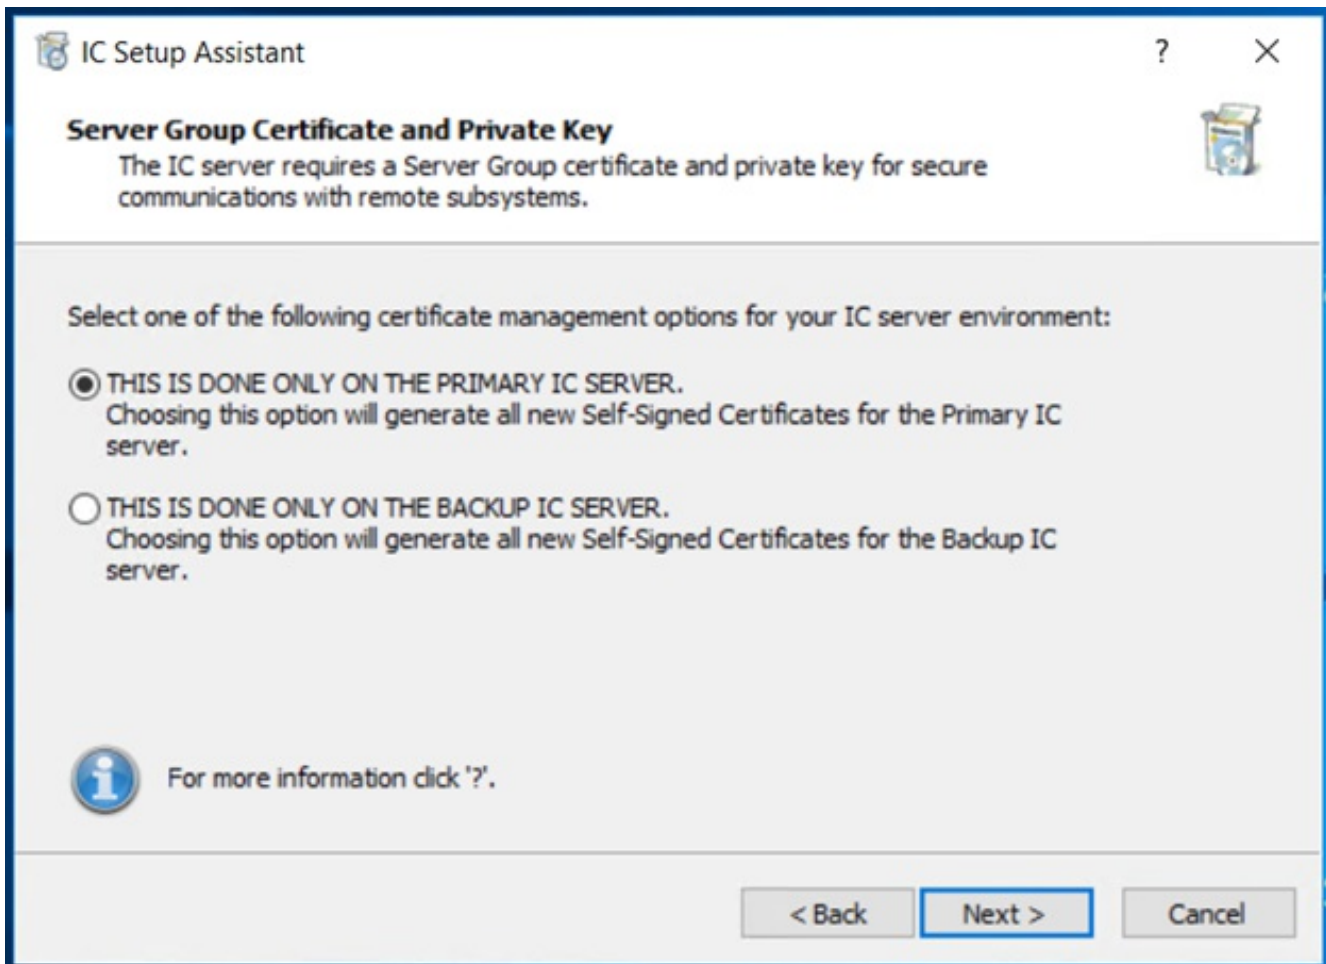 IC Setup Assistant
?
Server Group Certificate and Private Key
The IC server requires a Server Group certificate and private key for secure
communications with remote subsystems.
Select one of the following certificate management options for your IC server environment:
THIS IS DONE ONLY ON THE PRIMARY IC SERVER.
Choosing this option will generate all new Self-Signed Certificates for the Primary IC
server.
THIS IS DONE ONLY ON THE BACKUP IC SERVER.
Choosing this option will generate all new Self-Signed Certificates for the Backup IC
server.
For more information click '?'.
< Back
Next >
Cancel